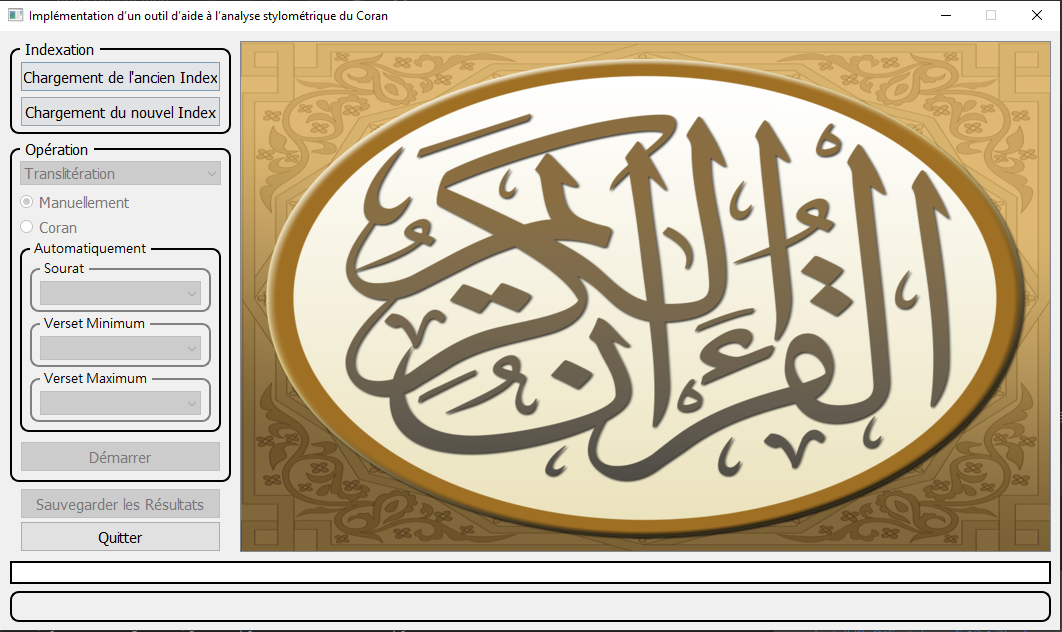 Implémentation d'un outil d'aide à l'analyse stylométrique du Coran
Indexation
Chargement de l'ancien Index
Chargement du nouvel Index
Opération
Translitération
Manuellement
Coran
Automatiquement
Sourat
Verset Minimum
Verset Maximum
Démarrer
Sauvegarder les Résultats
Quitter
القرءان الكريم